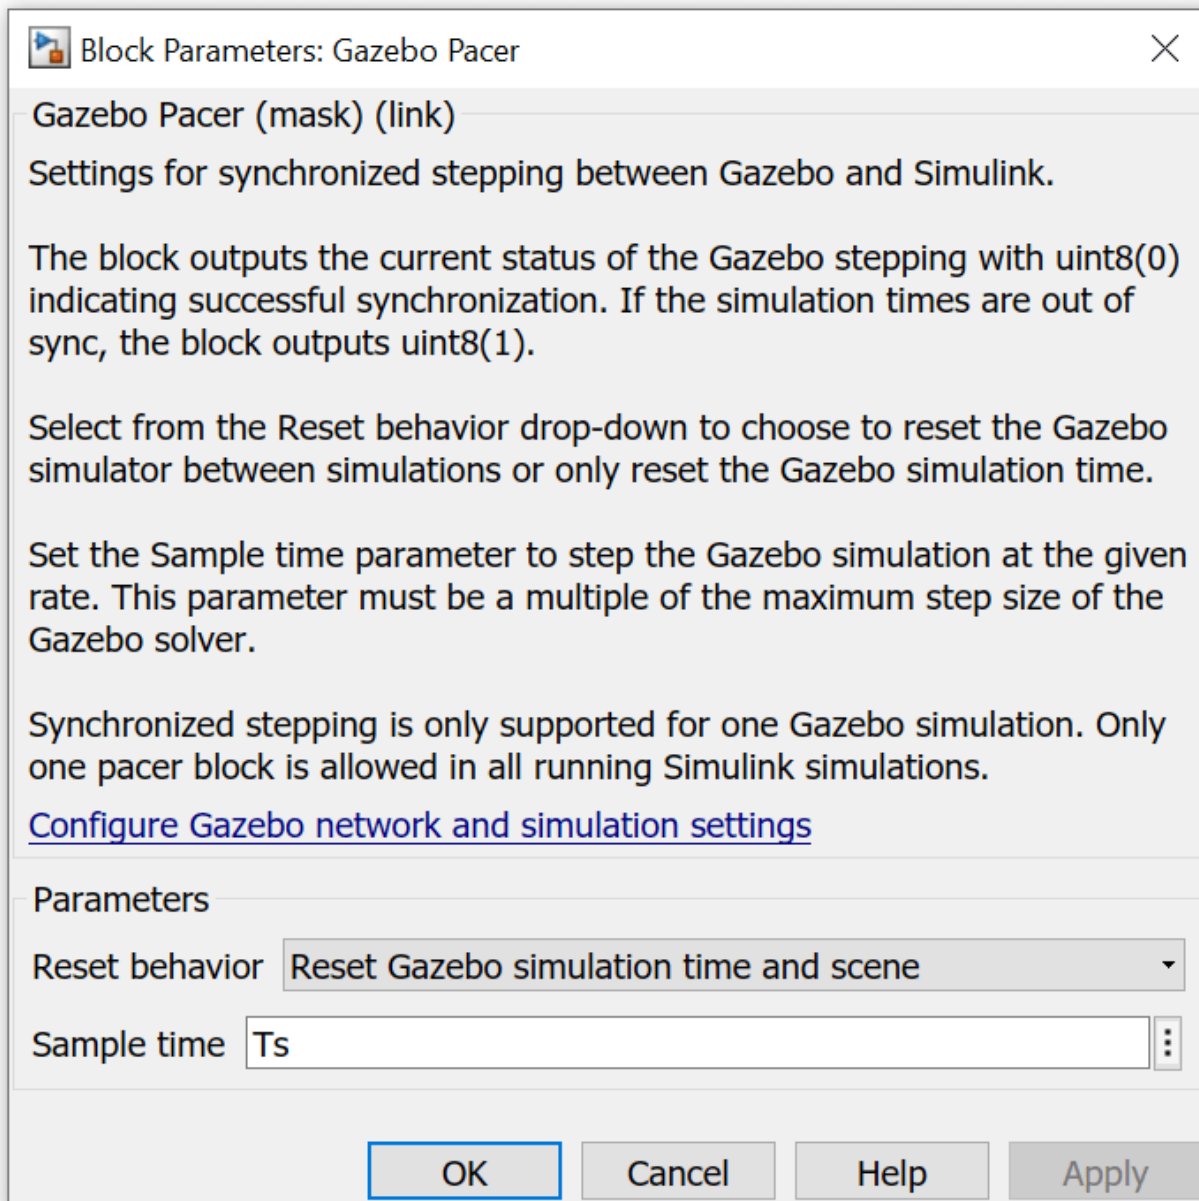 Block Parameters: Gazebo Pacer
Gazebo Pacer (mask) (link)
Settings for synchronized stepping between Gazebo and Simulink.
The block outputs the current status of the Gazebo stepping with uint8(0)
indicating successful synchronization. If the simulation times are out of
sync, the block outputs uint8(1).
Select from the Reset behavior drop-down to choose to reset the Gazebo
simulator between simulations or only reset the Gazebo simulation time.
Set the Sample time parameter to step the Gazebo simulation at the given
rate. This parameter must be a multiple of the maximum step size of the
Gazebo solver.
Synchronized stepping is only supported for one Gazebo simulation. Only
one pacer block is allowed in all running Simulink simulations.
Configure Gazebo network and simulation settings
Parameters
Reset behavior Reset Gazebo simulation time and scene
Sample time Ts
OK Cancel Help Apply